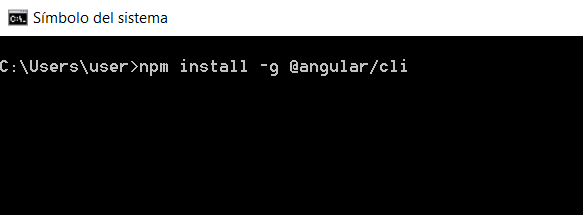 Símbolo del sistema
C:\Users\user>npm install -g @angular/cli